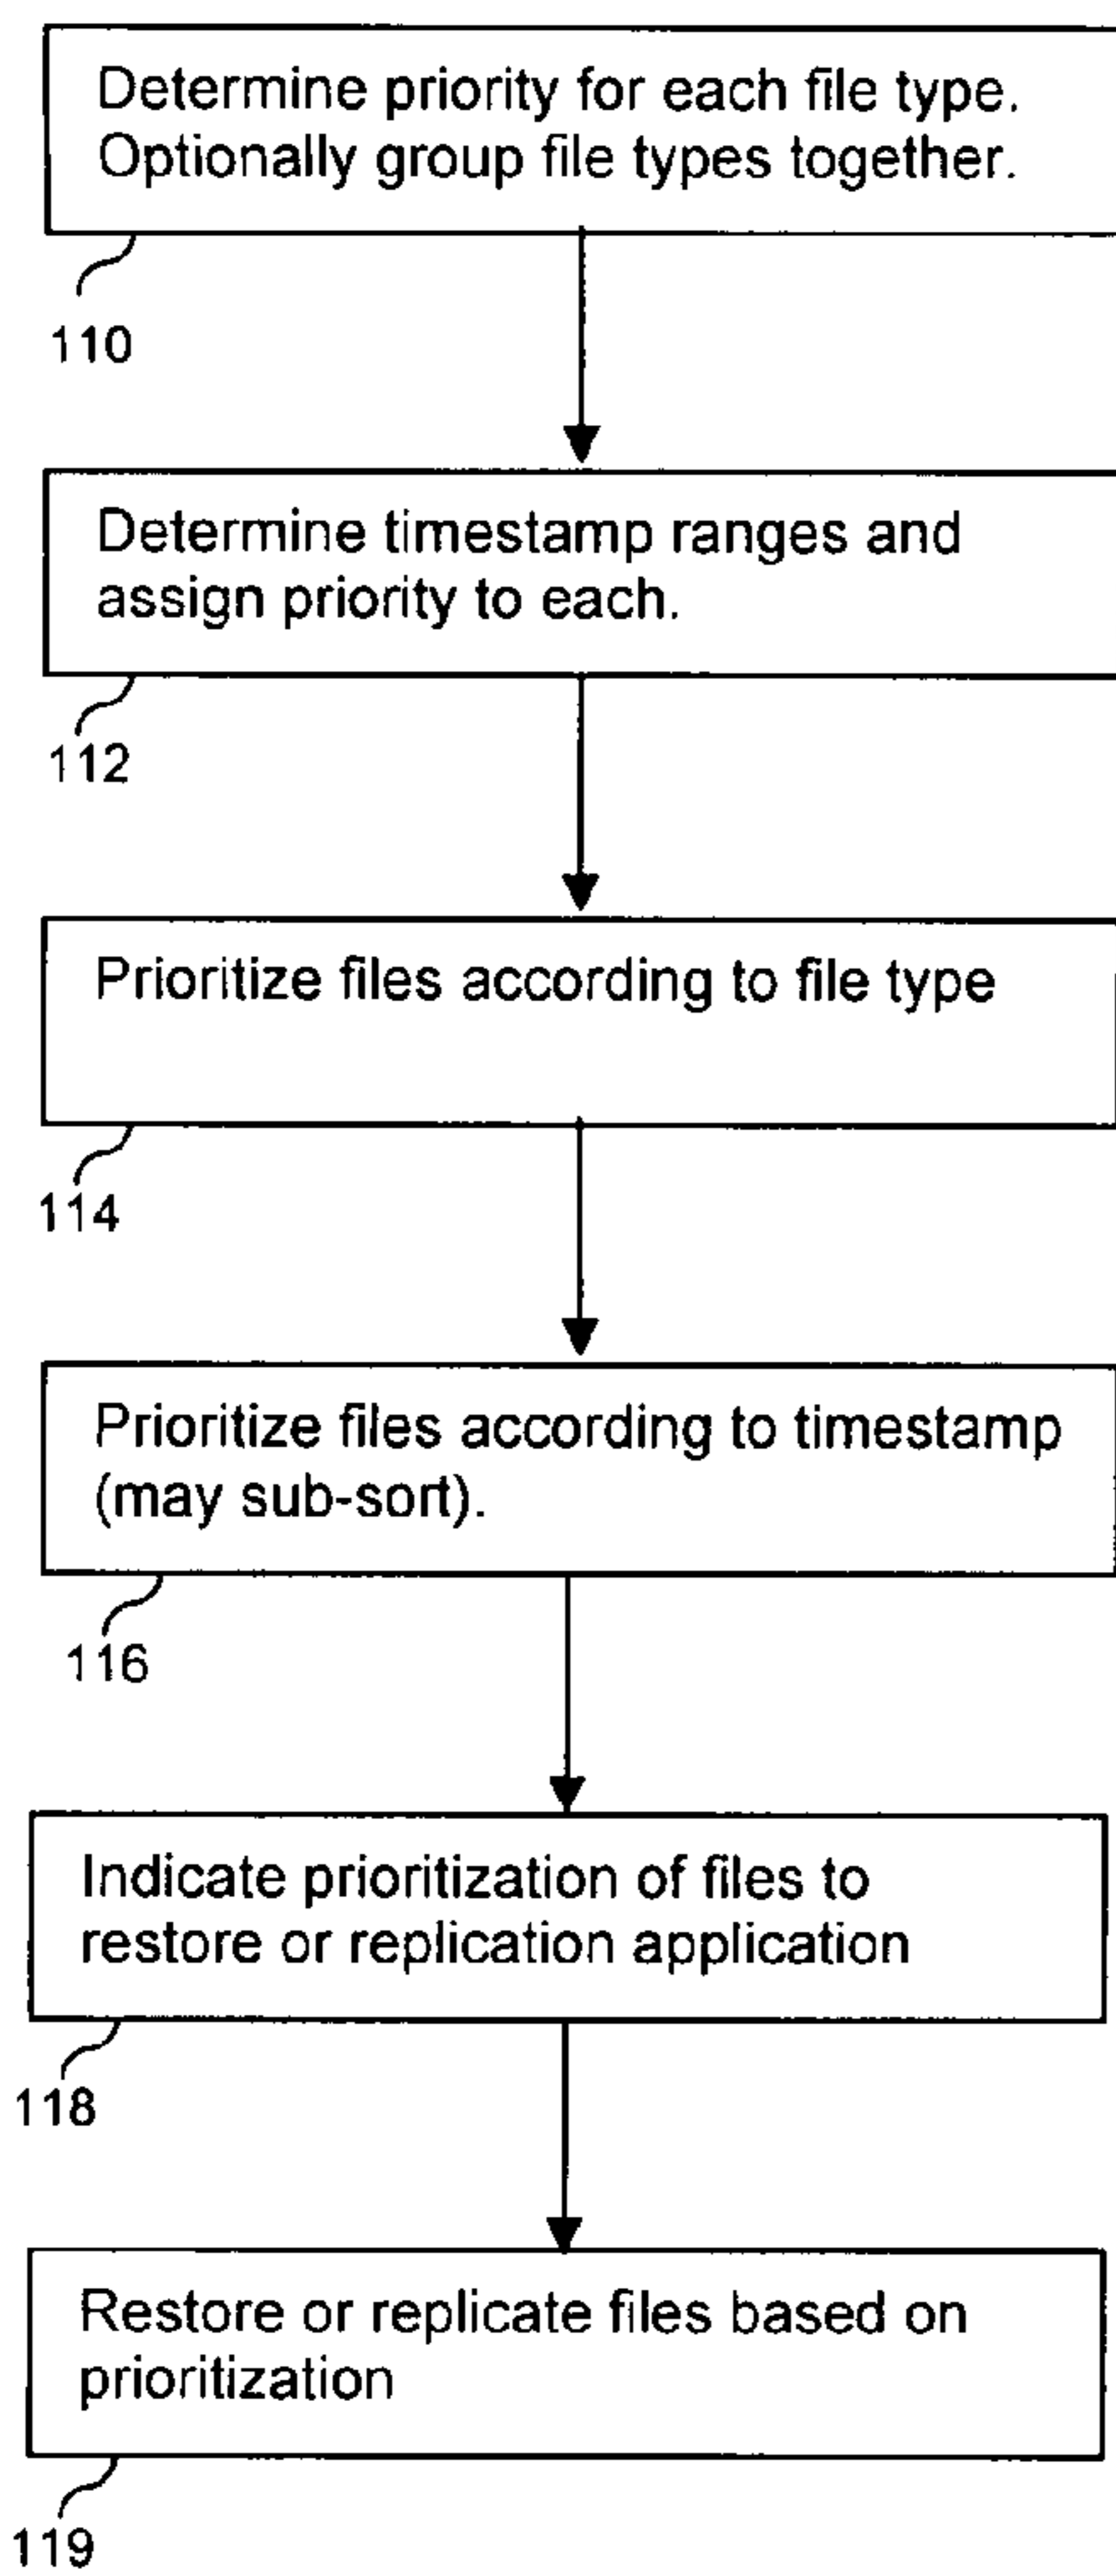 Determine priority for each file type.
Optionally group file types together.
110
Determine timestamp ranges and
assign priority to each.
112
Prioritize files according to file type
114
Prioritize files according to timestamp
(may sub-sort).
116
Indicate prioritization of files to
restore or replication application
118
Restore or replicate files based on
prioritization
119